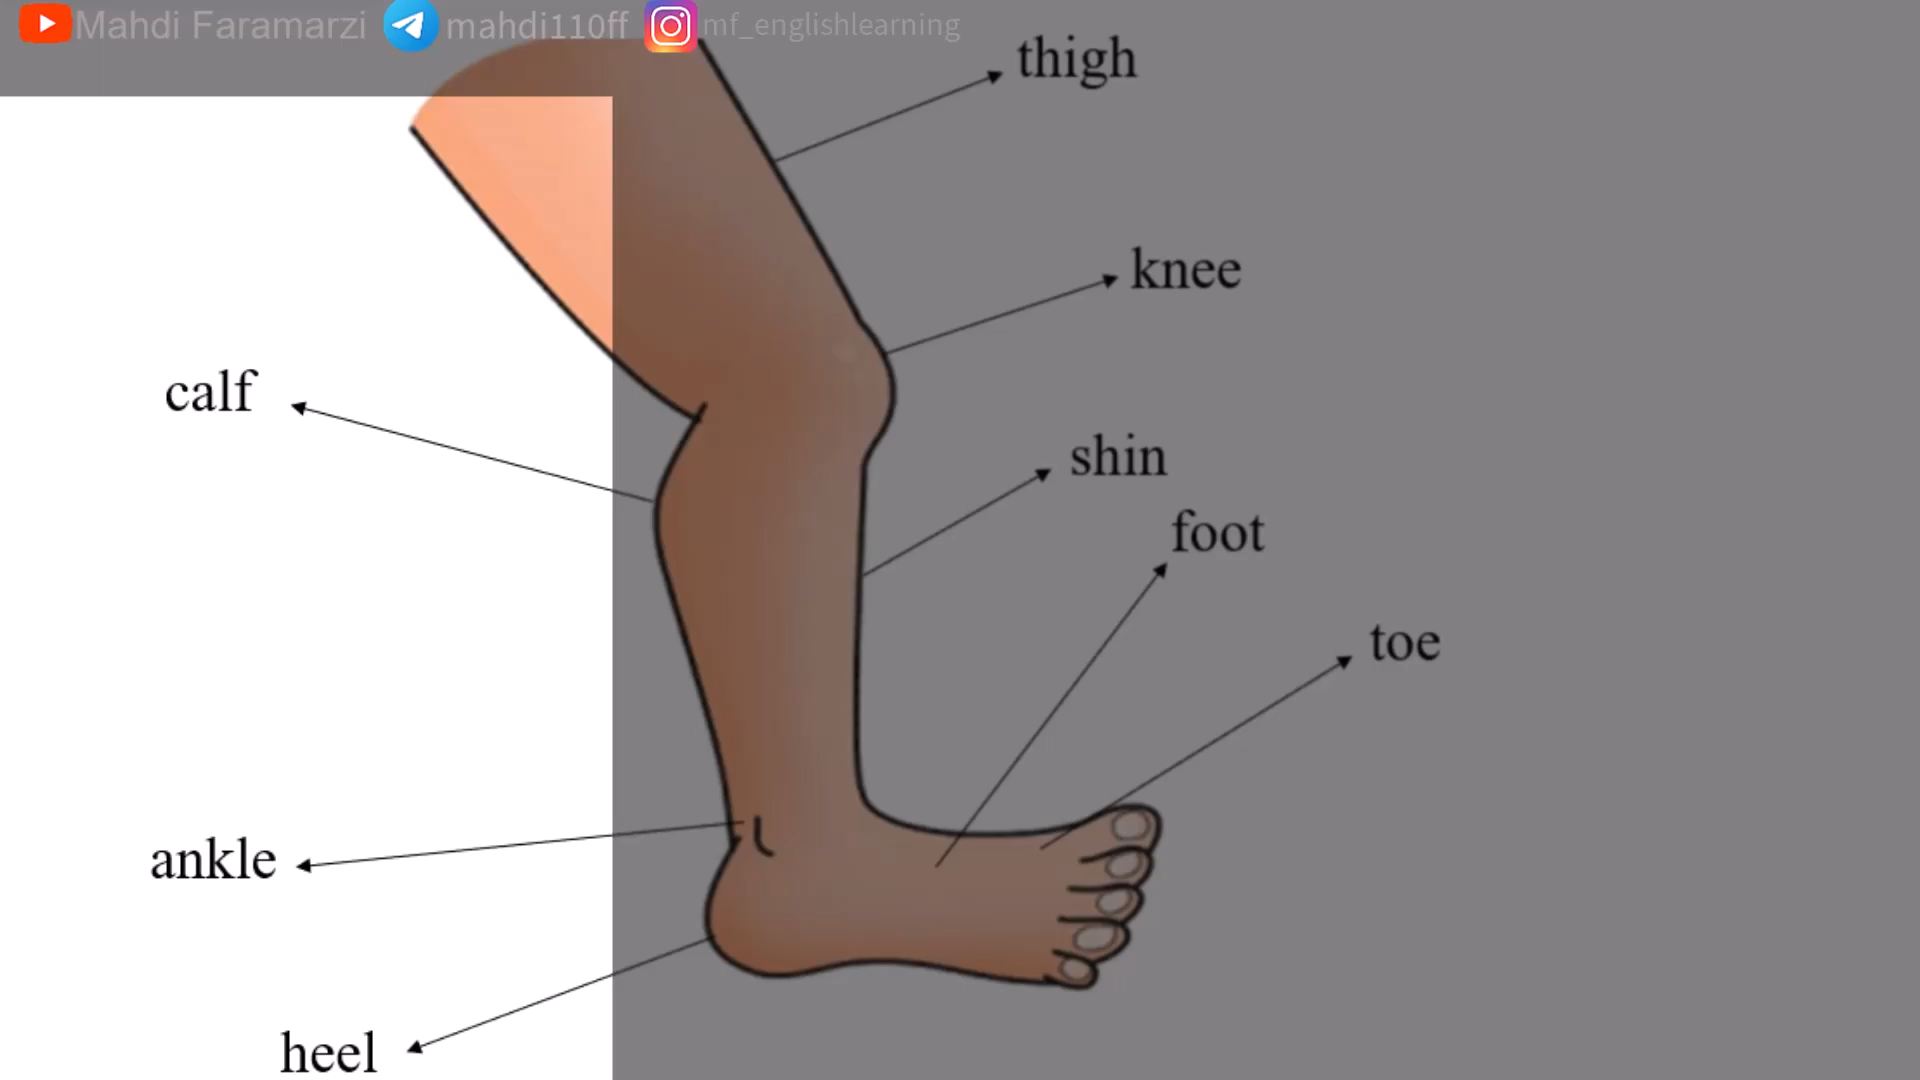 Mahdi Faramarzi mahdi110ff mf_englishlearning
thigh
knee
calf
shin
foot
toe
ankle
heel